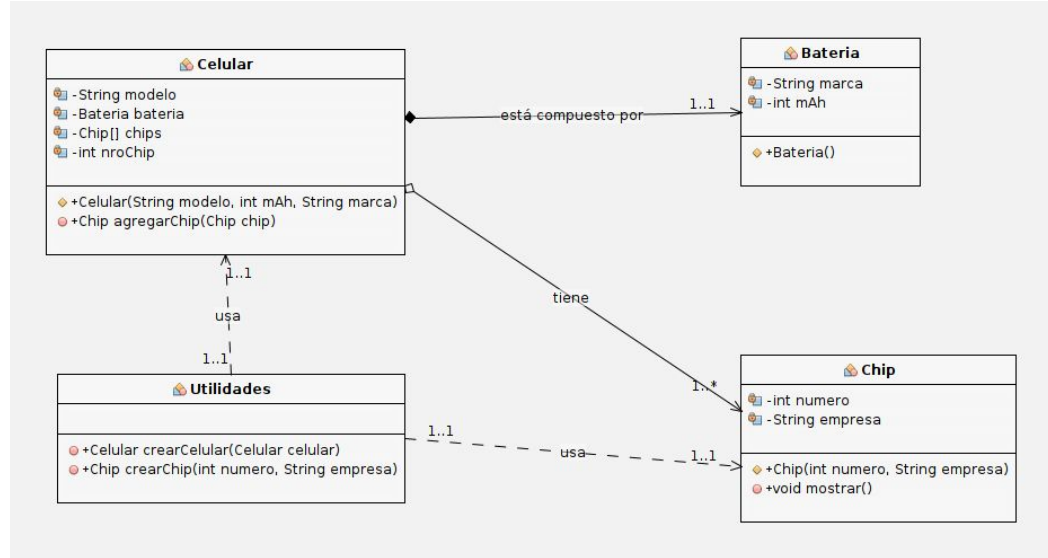 Celular
-String modelo
-Bateria bateria
-Chip[] chips
-int nroChip
+Celular(String modelo, int mAh, String marca)
+Chip agregarChip(Chip chip)
está compuesto por
1..1
Bateria
-String marca
-int mAh
+Bateria()
1..1
usa
1..1
tiene
1..*
Utilidades
+Celular crearCelular(Celular celular)
+Chip crearChip(int numero, String empresa)
1..1
usa
1..1
Chip
-int numero
-String empresa
+Chip(int numero, String empresa)
+void mostrar()